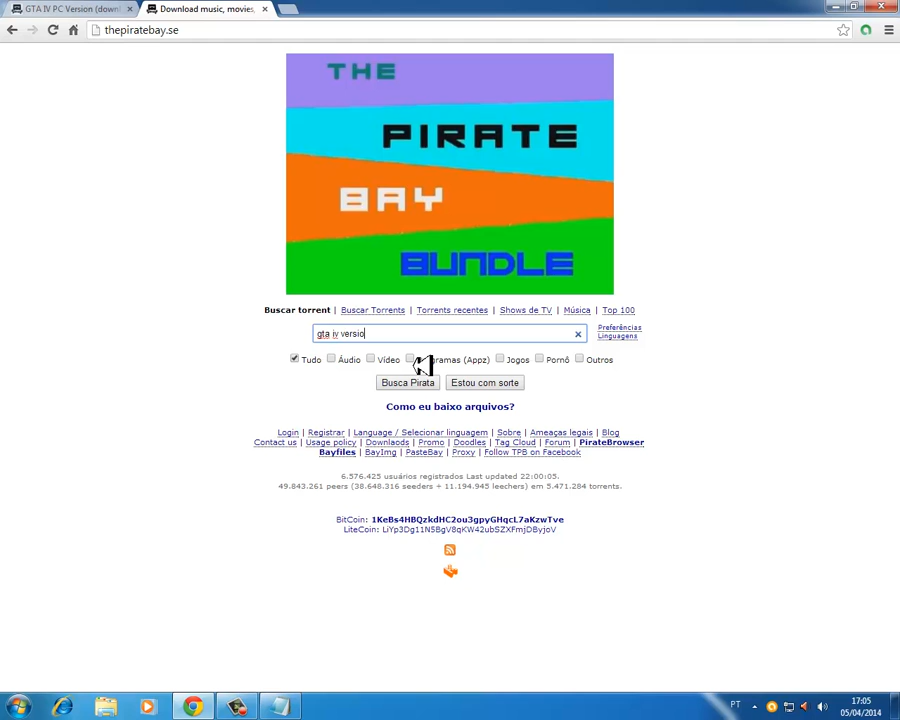 GTA IV PC Version (down
Download music, movies,
thepiratebay.se
THE
PIRATE
BAY
BUNDLE
Buscar torrent | Buscar Torrents | Torrents recentes | Shows de TV | Música | Top 100
gta iv versio
Preferências
Linguagens
Tudo Áudio Vídeo gramas (Appz) Jogos Pornô Outros
Busca Pirata Estou com sorte
Como eu baixo arquivos?
Login | Registrar | Language / Selecionar linguagem | Sobre | Ameaças legais | Blog
Contact us | Usage policy | Downlaods | Promo | Doodles | Tag Cloud | Forum | PirateBrowser
Bayfiles | BayImg | PasteBay | Proxy | Follow TPB on Facebook
6.576.425 usuários registrados Last updated 22:00:05.
49.843.261 peers (38.648.316 seeders + 11.194.945 leechers) em 5.471.284 torrents.
BitCoin: 1KeBs4HBQzkdHC2ou3gpyGHqcL7aKzwTve
LiteCoin: LiYp3Dg11N5BgV8qKW42ubSZXFmjDByjoV
PT
17:05
05/04/2014